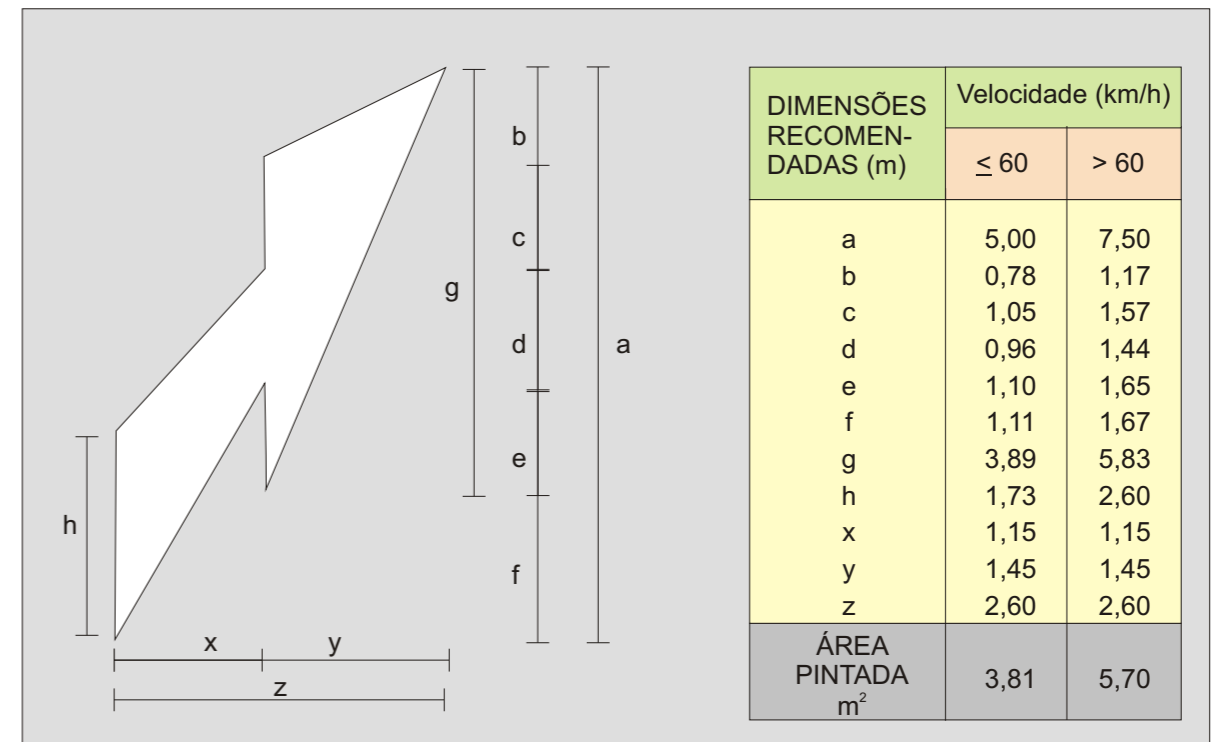 b
c
g
d
a
e
h
f
x y
z
DIMENSÕES
RECOMEN-
DADAS (m)
Velocidade (km/h)
≤ 60 > 60
a 5,00 7,50
b 0,78 1,17
c 1,05 1,57
d 0,96 1,44
e 1,10 1,65
f 1,11 1,67
g 3,89 5,83
h 1,73 2,60
x 1,15 1,15
y 1,45 1,45
z 2,60 2,60
ÁREA
PINTADA
m²
3,81 5,70